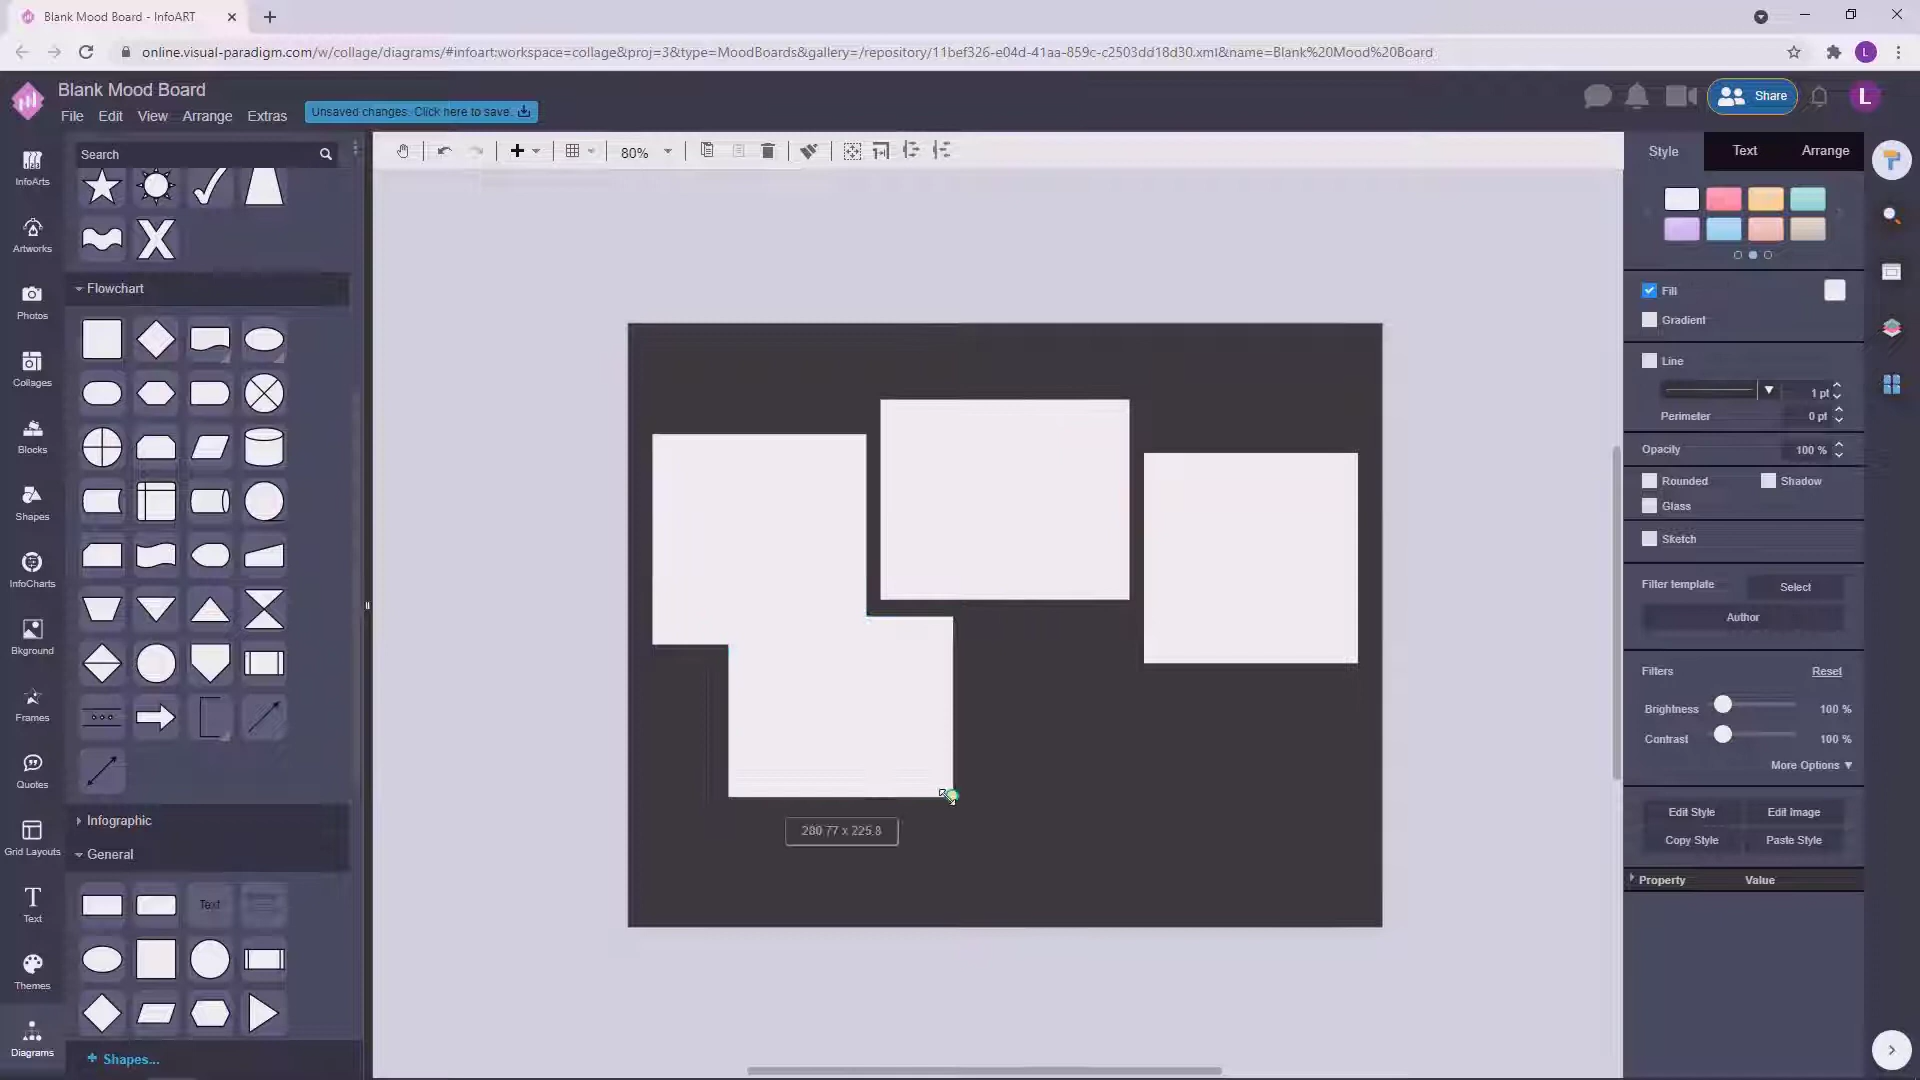 Blank Mood Board - InfoART
online.visual-paradigm.com/w/collage/diagrams/#infoart:workspace=collage&proj=3&type=MoodBoards&gallery=/repository/11bef326-e04d-41aa-859c-c2503dd18d30.xml&name=Blank%20Mood%20Board
L
Blank Mood Board
File Edit View Arrange Extras
Unsaved changes. Click here to save.
Share
L
Search
80%
InfoArts
Artworks
Photos
Collages
Blocks
Shapes
InfoCharts
Bkground
Frames
Quotes
Grid Layouts
T
Text
Themes
Diagrams
Flowchart
Infographic
General
Text
+ Shapes...
280.77 x 225.8
Style Text Arrange
Fill
Gradient
Line
1 pt
Perimeter 0 pt
Opacity 100 %
Rounded Shadow
Glass
Sketch
Filter template Select
Author
Filters Reset
Brightness 100 %
Contrast 100 %
More Options
Edit Style Edit Image
Copy Style Paste Style
Property Value